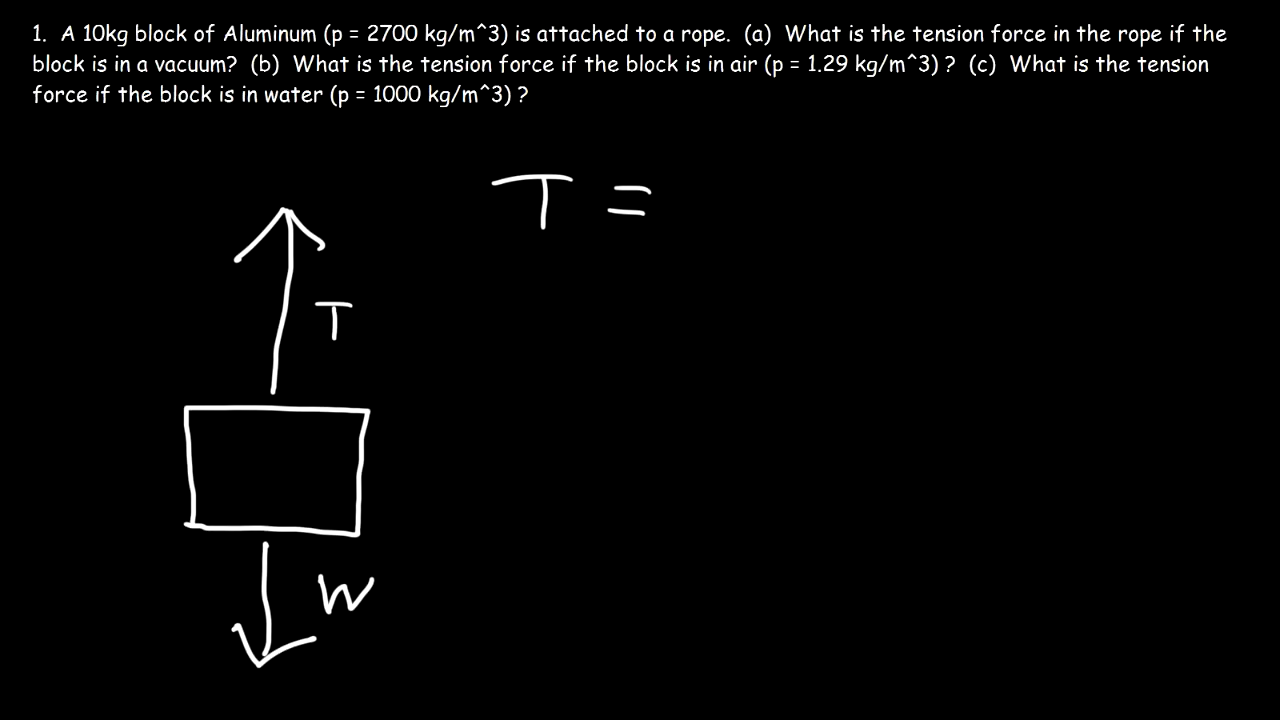 1. A 10kg block of Aluminum (p = 2700 kg/m^3) is attached to a rope. (a) What is the tension force in the rope if the
block is in a vacuum? (b) What is the tension force if the block is in air (p = 1.29 kg/m^3) ? (c) What is the tension
force if the block is in water (p = 1000 kg/m^3) ?
T =
T
W